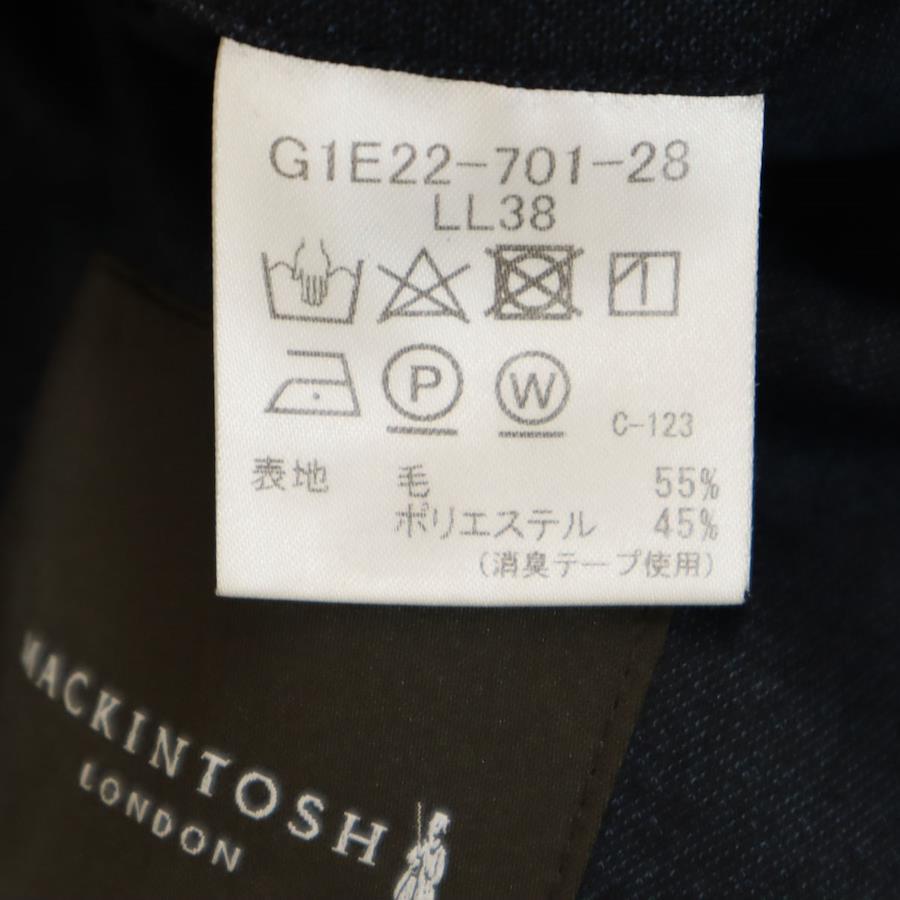 G1E22-701-28
LL38
P W C-123
表地 毛 55%
ポリエステル 45%
(消臭テープ使用)
MACKINTOSH
LONDON